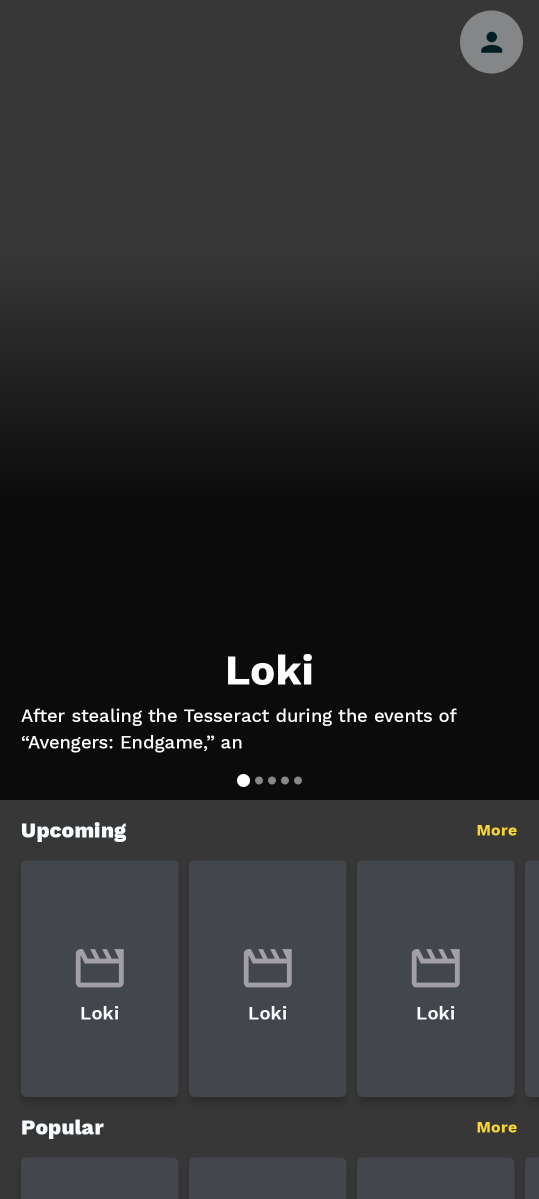 Loki
After stealing the Tesseract during the events of
“Avengers: Endgame,” an
Upcoming
More
Loki
Loki
Loki
Popular
More